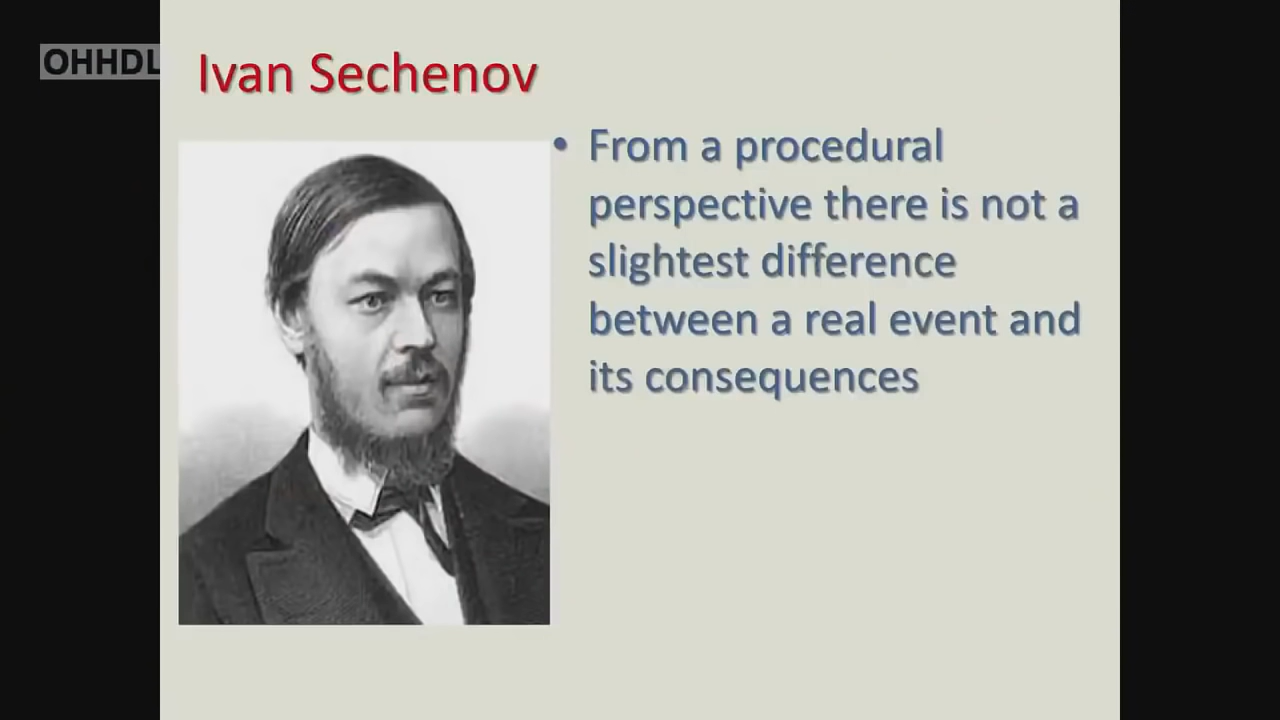 OHHDL
Ivan Sechenov
• From a procedural
perspective there is not a
slightest difference
between a real event and
its consequences